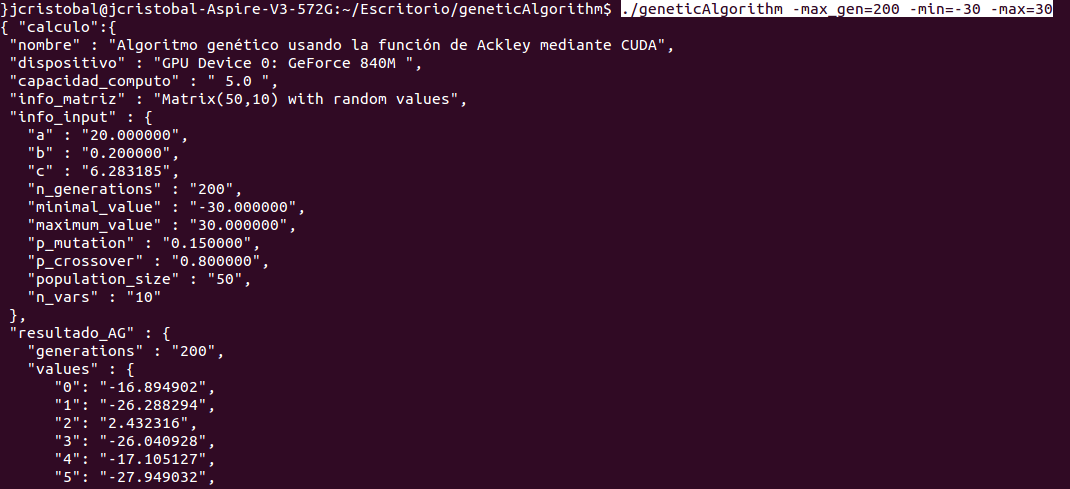 }jcristobal@jcristobal-Aspire-V3-572G:~/Escritorio/geneticAlgorithm$ ./geneticAlgorithm -max_gen=200 -min=-30 -max=30
{ "calculo":{
"nombre" : "Algoritmo genético usando la función de Ackley mediante CUDA",
"dispositivo" : "GPU Device 0: GeForce 840M ",
"capacidad_computo" : " 5.0 ",
"info_matriz" : "Matrix(50,10) with random values",
"info_input" : {
"a" : "20.000000",
"b" : "0.200000",
"c" : "6.283185",
"n_generations" : "200",
"minimal_value" : "-30.000000",
"maximum_value" : "30.000000",
"p_mutation" : "0.150000",
"p_crossover" : "0.800000",
"population_size" : "50",
"n_vars" : "10"
},
"resultado_AG" : {
"generations" : "200",
"values" : {
"0": "-16.894902",
"1": "-26.288294",
"2": "2.432316",
"3": "-26.040928",
"4": "-17.105127",
"5": "-27.949032",